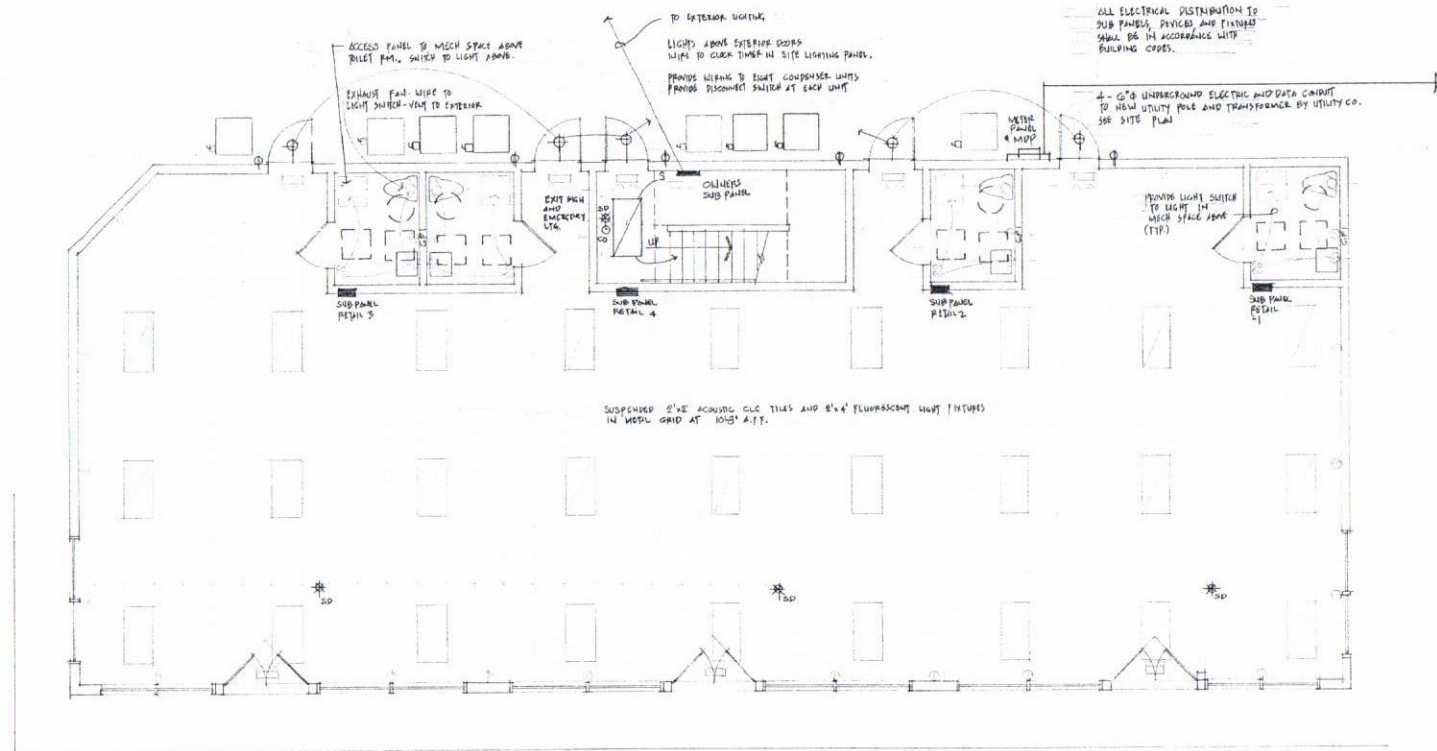 TO EXTERIOR LIGHTING
LIGHTS ABOVE EXTERIOR DOORS
WIRE TO CLOCK TIMER IN SITE LIGHTING PANEL.
PROVIDE WIRING TO EIGHT CONDENSER UNITS
PROVIDE DISCONNECT SWITCH AT EACH UNIT
ALL ELECTRICAL DISTRIBUTION TO
SUB PANELS, DEVICES, AND FIXTURES
SHALL BE IN ACCORDANCE WITH
BUILDING CODES.
ACCESS PANEL TO MECH SPACE ABOVE
TOILET RM., SWITCH TO LIGHT ABOVE.
EXHAUST FAN - WIRE TO
LIGHT SWITCH - VENT TO EXTERIOR
4 - 6"Φ UNDERGROUND ELECTRIC AND DATA CONDUIT
TO NEW UTILITY POLE AND TRANSFORMER BY UTILITY CO.
SEE SITE PLAN
METER
PANEL
& MDP
S
OWNERS
SUB PANEL
EXIT SIGN
AND
EMERGENCY
LTG.
SD
CO
UP
PROVIDE LIGHT SWITCH
TO LIGHT IN
MECH SPACE ABOVE
(TYP.)
SUB PANEL
RETAIL 3
SUB PANEL
RETAIL 4
SUB PANEL
RETAIL 2
SUB PANEL
RETAIL
1
SUSPENDED 2'x2' ACOUSTIC CLG TILES AND 2'x4' FLUORESCENT LIGHT FIXTURES
IN METAL GRID AT A.F.F.
SD
SD
SD